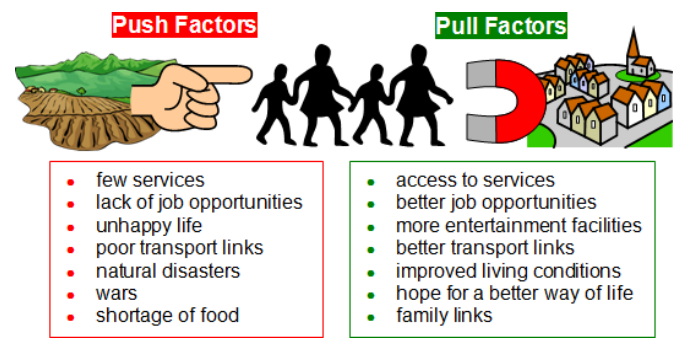 Push Factors
Pull Factors
few services
lack of job opportunities
unhappy life
poor transport links
natural disasters
wars
shortage of food
access to services
better job opportunities
more entertainment facilities
better transport links
improved living conditions
hope for a better way of life
family links